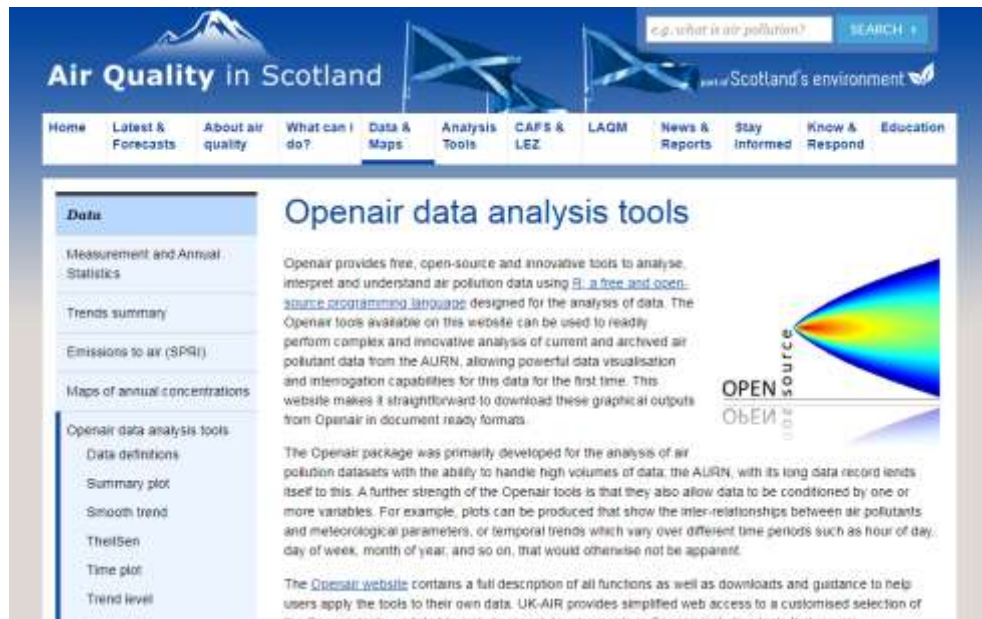 e.g. what is air pollution?
SEARCH
Air Quality in Scotland
part of Scotland's environment
Home
Latest & Forecasts
About air quality
What can I do?
Data & Maps
Analysis Tools
CAFS & LEZ
LAQM
News & Reports
Stay Informed
Know & Respond
Education
Data
Measurement and Annual
Statistics
Trends summary
Emissions to air (SPRI)
Maps of annual concentrations
Openair data analysis tools
Data definitions
Summary plot
Smooth trend
TheilSen
Time plot
Trend level
Openair data analysis tools
Openair provides free, open-source and innovative tools to analyse,
interpret and understand air pollution data using R, a free and open-
source programming language designed for the analysis of data. The
Openair tools available on this website can be used to readily
perform complex and innovative analysis of current and archived air
pollutant data from the AURN, allowing powerful data visualisation
and interrogation capabilities for this data for the first time. This
website makes it straightforward to download these graphical outputs
from Openair in document ready formats.
OPEN
source
The Openair package was primarily developed for the analysis of air
pollution datasets with the ability to handle high volumes of data; the AURN, with its long data record lends
itself to this. A further strength of the Openair tools is that they also allow data to be conditioned by one or
more variables. For example, plots can be produced that show the inter-relationships between air pollutants
and meteorological parameters, or temporal trends which vary over different time periods such as hour of day,
day of week, month of year, and so on, that would otherwise not be apparent.
The Openair website contains a full description of all functions as well as downloads and guidance to help
users apply the tools to their own data. UK-AIR provides simplified web access to a customised selection of